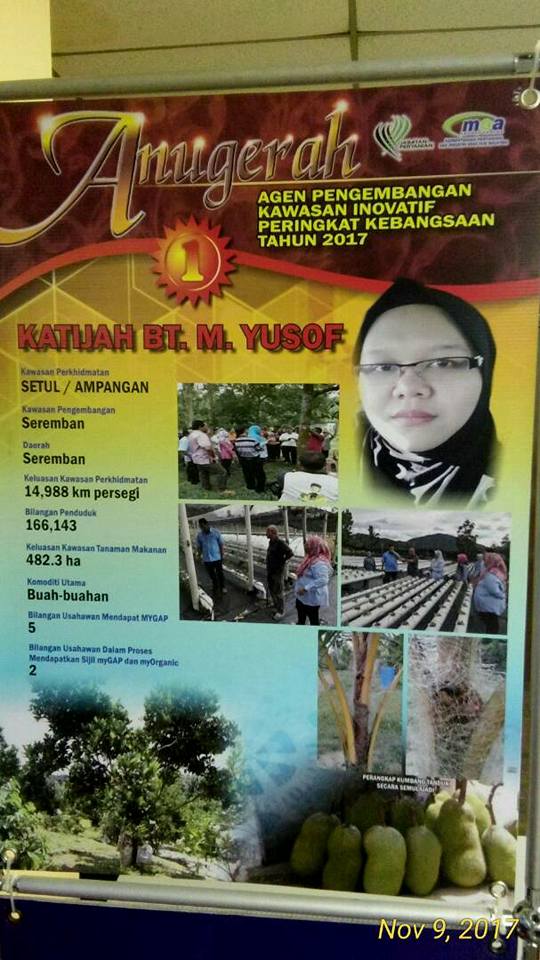 Anugerah
JABATAN
PERTANIAN
moa
AGEN PENGEMBANGAN
KAWASAN INOVATIF
PERINGKAT KEBANGSAAN
TAHUN 2017
1
KATIJAH BT. M. YUSOF
Kawasan Perkhidmatan
SETUL / AMPANGAN
Kawasan Pengembangan
Seremban
Daerah
Seremban
Keluasan Kawasan Perkhidmatan
14,988 km persegi
Bilangan Penduduk
166,143
Keluasan Kawasan Tanaman Makanan
482.3 ha
Komoditi Utama
Buah-buahan
Bilangan Usahawan Mendapat MYGAP
5
Bilangan Usahawan Dalam Proses
Mendapatkan Sijil myGAP dan myOrganic
2
PERANGKAP KUMBANG TANDUK
SECARA SEMULAJADI
Nov 9, 2017